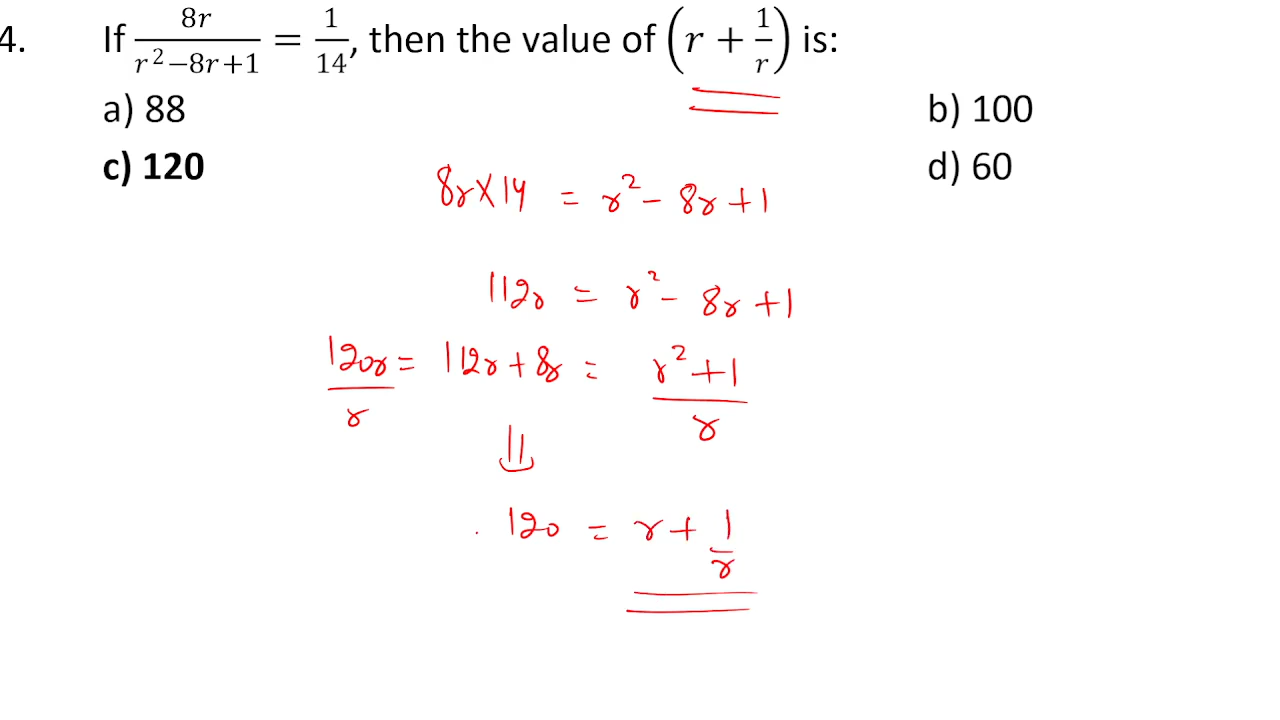 4. If 8r/(r²−8r+1) = 1/14, then the value of (r + 1/r) is:
a) 88 b) 100
c) 120 d) 60
8r×14 = r² - 8r+1
112r = r² - 8r +1
120r/r = 112r + 8r = (r²+1)/r
⇓
120 = r + 1/r